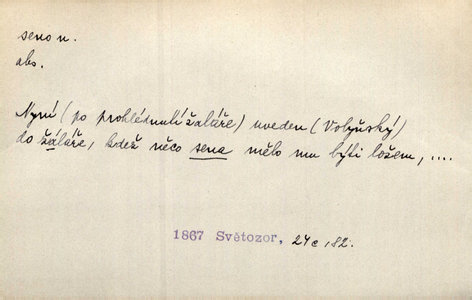 seno n.
abs.
Nyní (po prohlédnutí žaláře) uveden (Volyňský)
do žaláře, kdež něco sena mělo mu býti ložem, ....
1867 Světozor, 24c, 82.